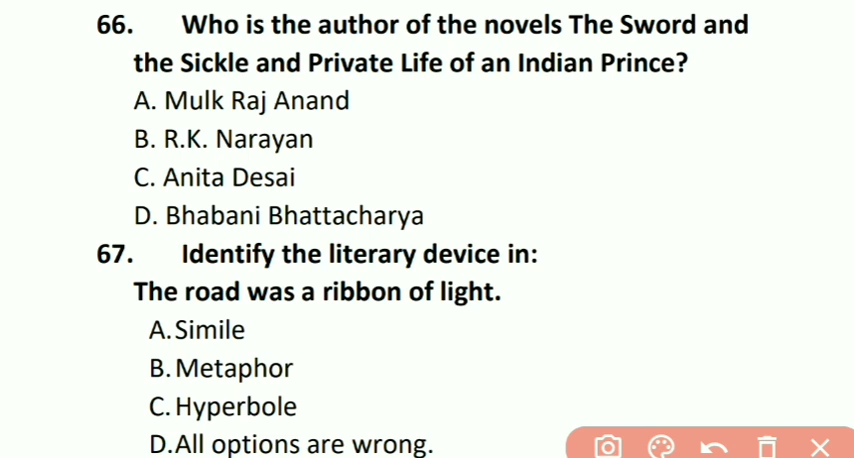 66. Who is the author of the novels The Sword and
the Sickle and Private Life of an Indian Prince?
A. Mulk Raj Anand
B. R.K. Narayan
C. Anita Desai
D. Bhabani Bhattacharya
67. Identify the literary device in:
The road was a ribbon of light.
A. Simile
B. Metaphor
C. Hyperbole
D. All options are wrong.